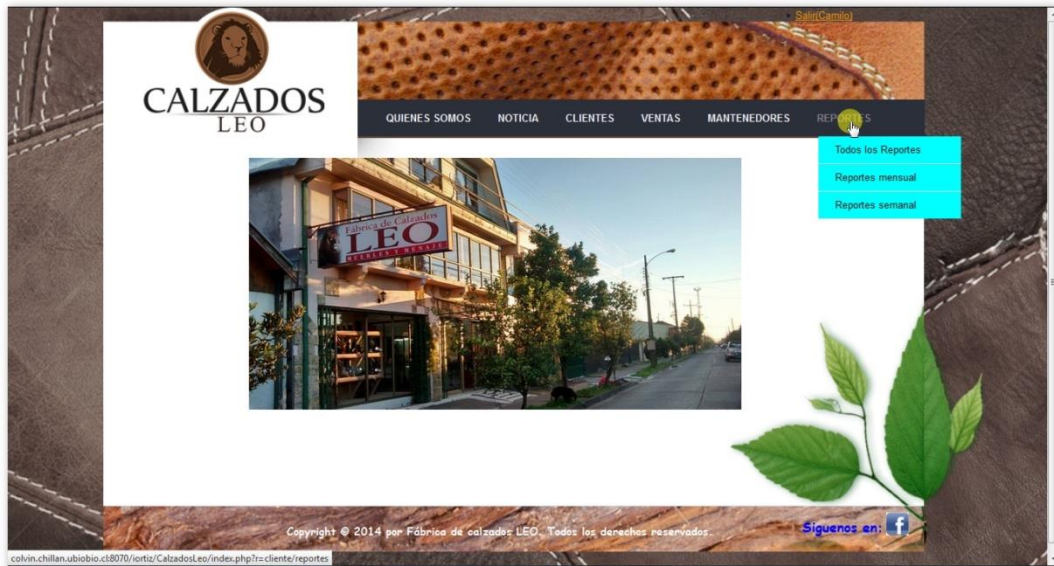 Salir(Camilo)
CALZADOS
LEO
QUIENES SOMOS NOTICIA CLIENTES VENTAS MANTENEDORES REPORTES
Todos los Reportes
Reportes mensual
Reportes semanal
Fábrica de Calzados
LEO
MUEBLES Y MENAJE
Copyright © 2014 por Fábrica de calzados LEO. Todos los derechos reservados.
Siguenos en: f
colvin.chillan.ubiobio.cl:8070/iortiz/CalzadosLeo/index.php?r=cliente/reportes